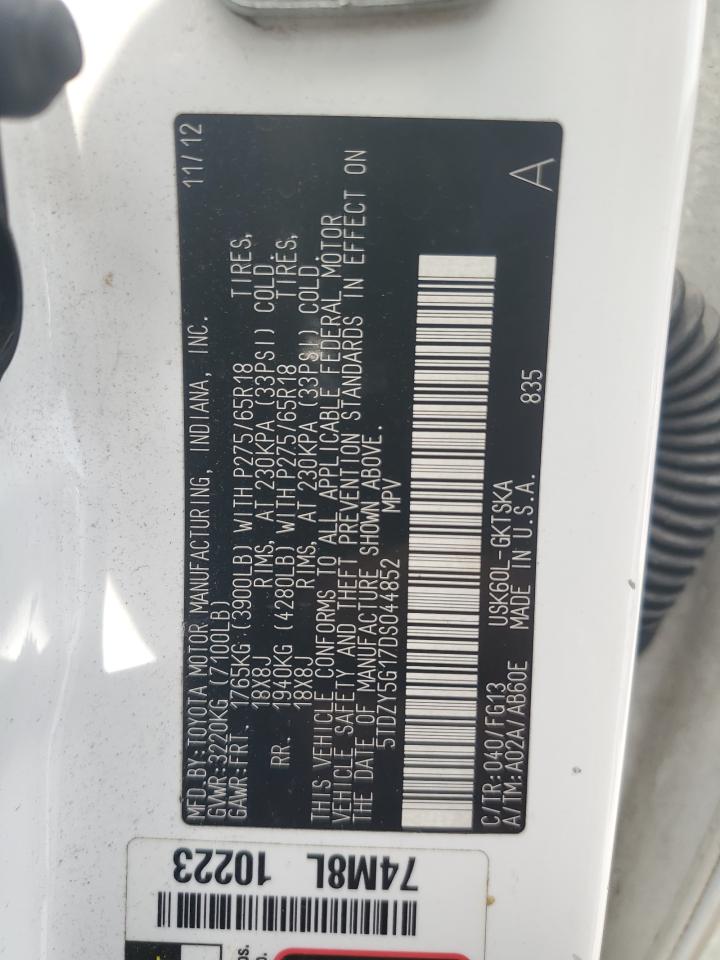 MFD.BY:TOYOTA MOTOR MANUFACTURING, INDIANA, INC. 11/12
GVWR:3220KG (7100LB)
GAWR:FRT. 1765KG (3900LB) WITH P275/65R18 TIRES,
18X8J RIMS, AT 230KPA (33PSI) COLD.
RR. 1940KG (4280LB) WITH P275/65R18 TIRES,
18X8J RIMS, AT 230KPA (33PSI) COLD.
THIS VEHICLE CONFORMS TO ALL APPLICABLE FEDERAL MOTOR
VEHICLE SAFETY AND THEFT PREVENTION STANDARDS IN EFFECT ON
THE DATE OF MANUFACTURE SHOWN ABOVE.
5TDZY5G17DS044852 MPV
C/TR:040/FG13 USK60L-GKTSKA 835 A
A/TM:A02A/AB60E MADE IN U.S.A.
10223
74M8L